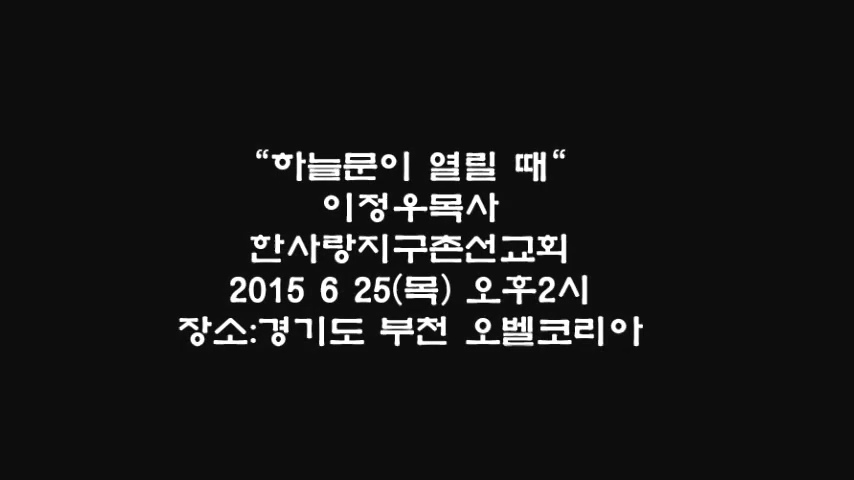 “하늘문이 열릴 때“
이정우목사
한사랑지구촌선교회
2015 6 25(목) 오후2시
장소:경기도 부천 오벨코리아